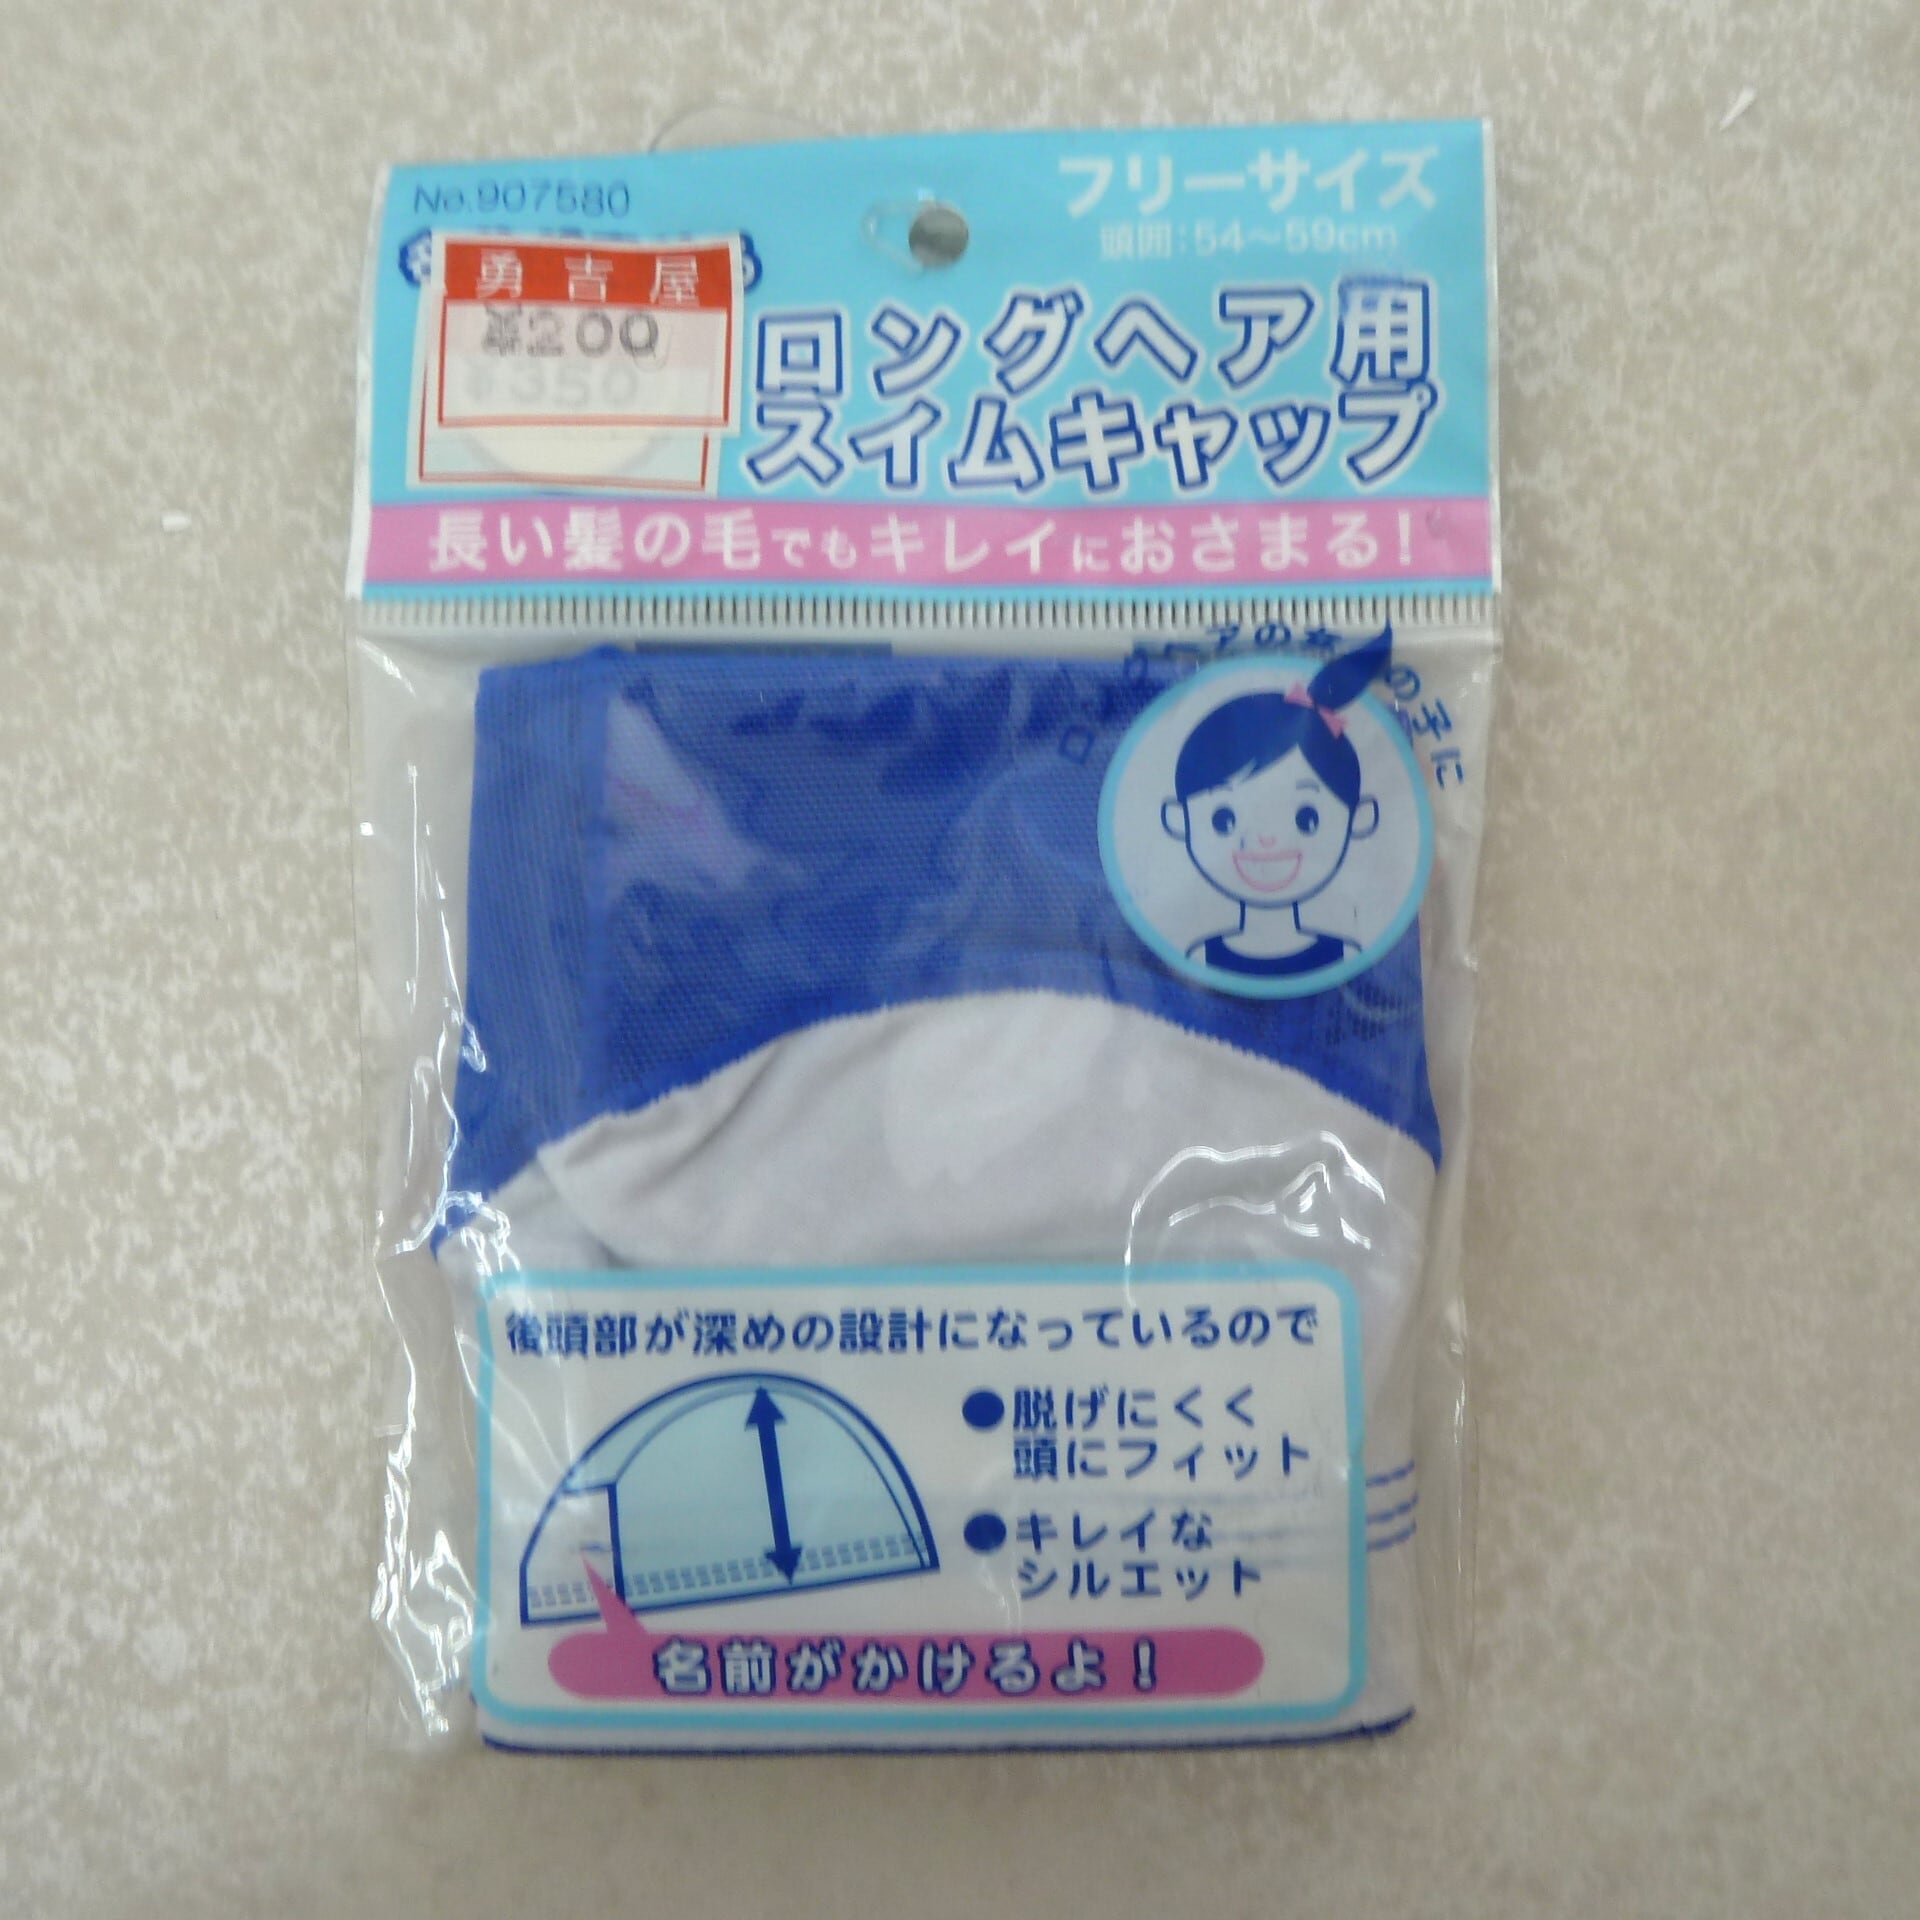 No.907580
フリーサイズ
頭囲:54〜59cm
勇吉屋
¥200
¥350
ロングヘア用
スイムキャップ
長い髪の毛でもキレイにおさまる!
後頭部が深めの設計になっているので
●脱げにくく
頭にフィット
●キレイな
シルエット
名前がかけるよ!